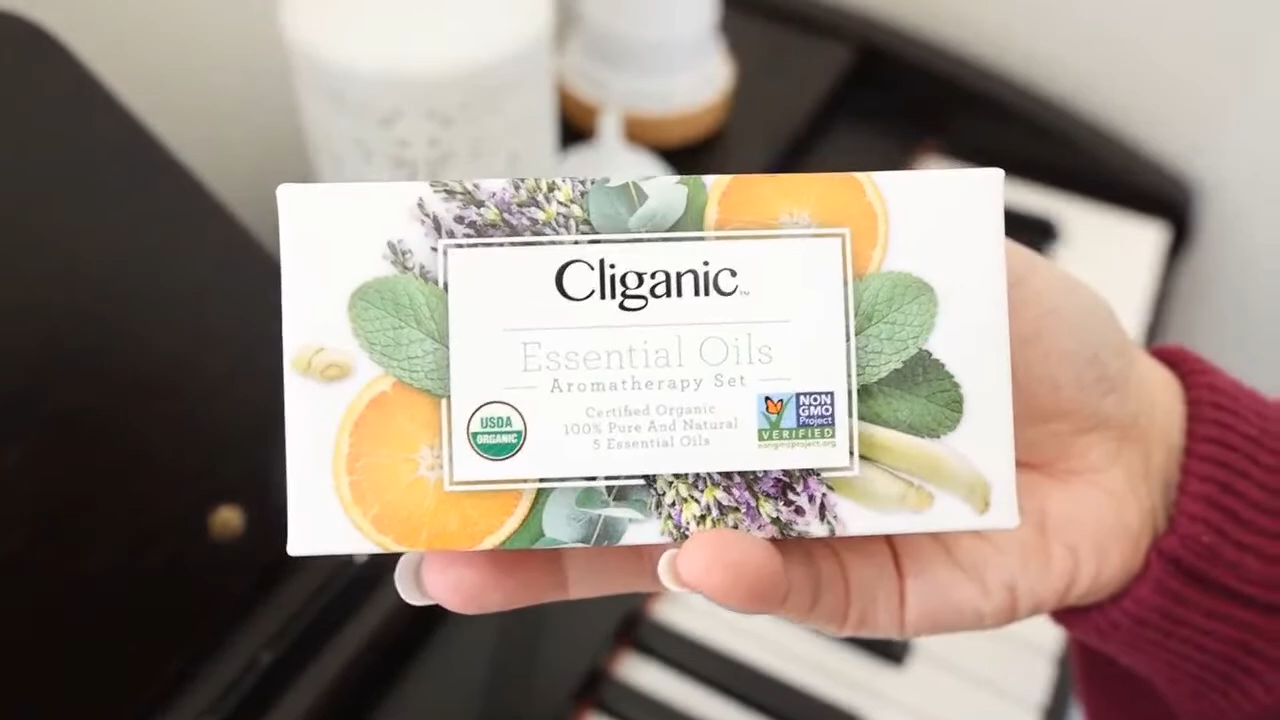 Cliganic™
Essential Oils
Aromatherapy Set
Certified Organic
100% Pure And Natural
5 Essential Oils
USDA
ORGANIC
NON
GMO
Project
VERIFIED
nongmoproject.org